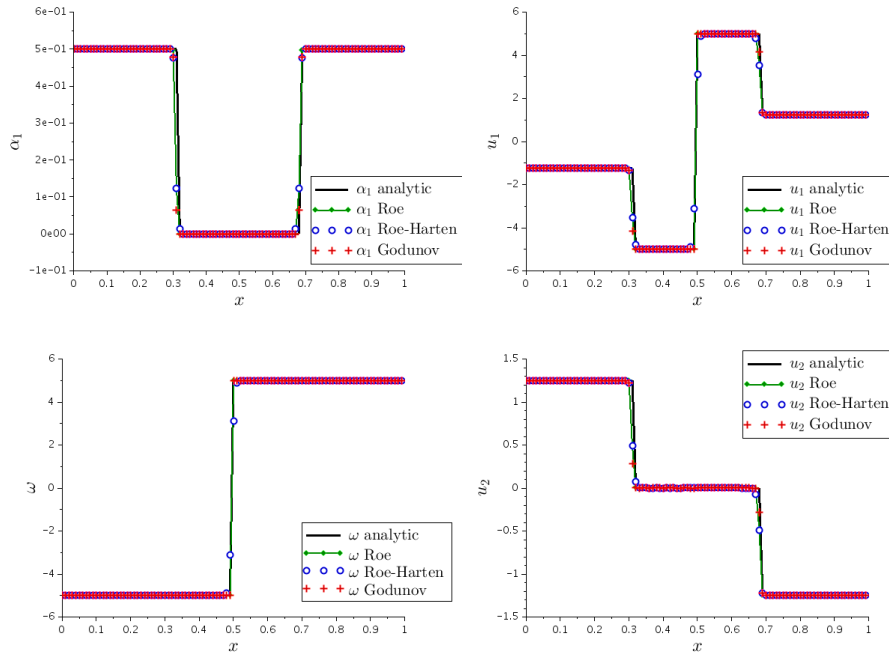 6e-01
5e-01
4e-01
3e-01
2e-01
1e-01
0e00
-1e-01
α₁
0 0.1 0.2 0.3 0.4 0.5 0.6 0.7 0.8 0.9 1
x
α₁ analytic
α₁ Roe
α₁ Roe-Harten
α₁ Godunov
6
4
2
0
-2
-4
-6
u₁
0 0.1 0.2 0.3 0.4 0.5 0.6 0.7 0.8 0.9 1
x
u₁ analytic
u₁ Roe
u₁ Roe-Harten
u₁ Godunov
6
4
2
0
-2
-4
-6
ω
0 0.1 0.2 0.3 0.4 0.5 0.6 0.7 0.8 0.9 1
x
ω analytic
ω Roe
ω Roe-Harten
ω Godunov
1.5
1
0.5
0
-0.5
-1
-1.5
u₂
0 0.1 0.2 0.3 0.4 0.5 0.6 0.7 0.8 0.9 1
x
u₂ analytic
u₂ Roe
u₂ Roe-Harten
u₂ Godunov